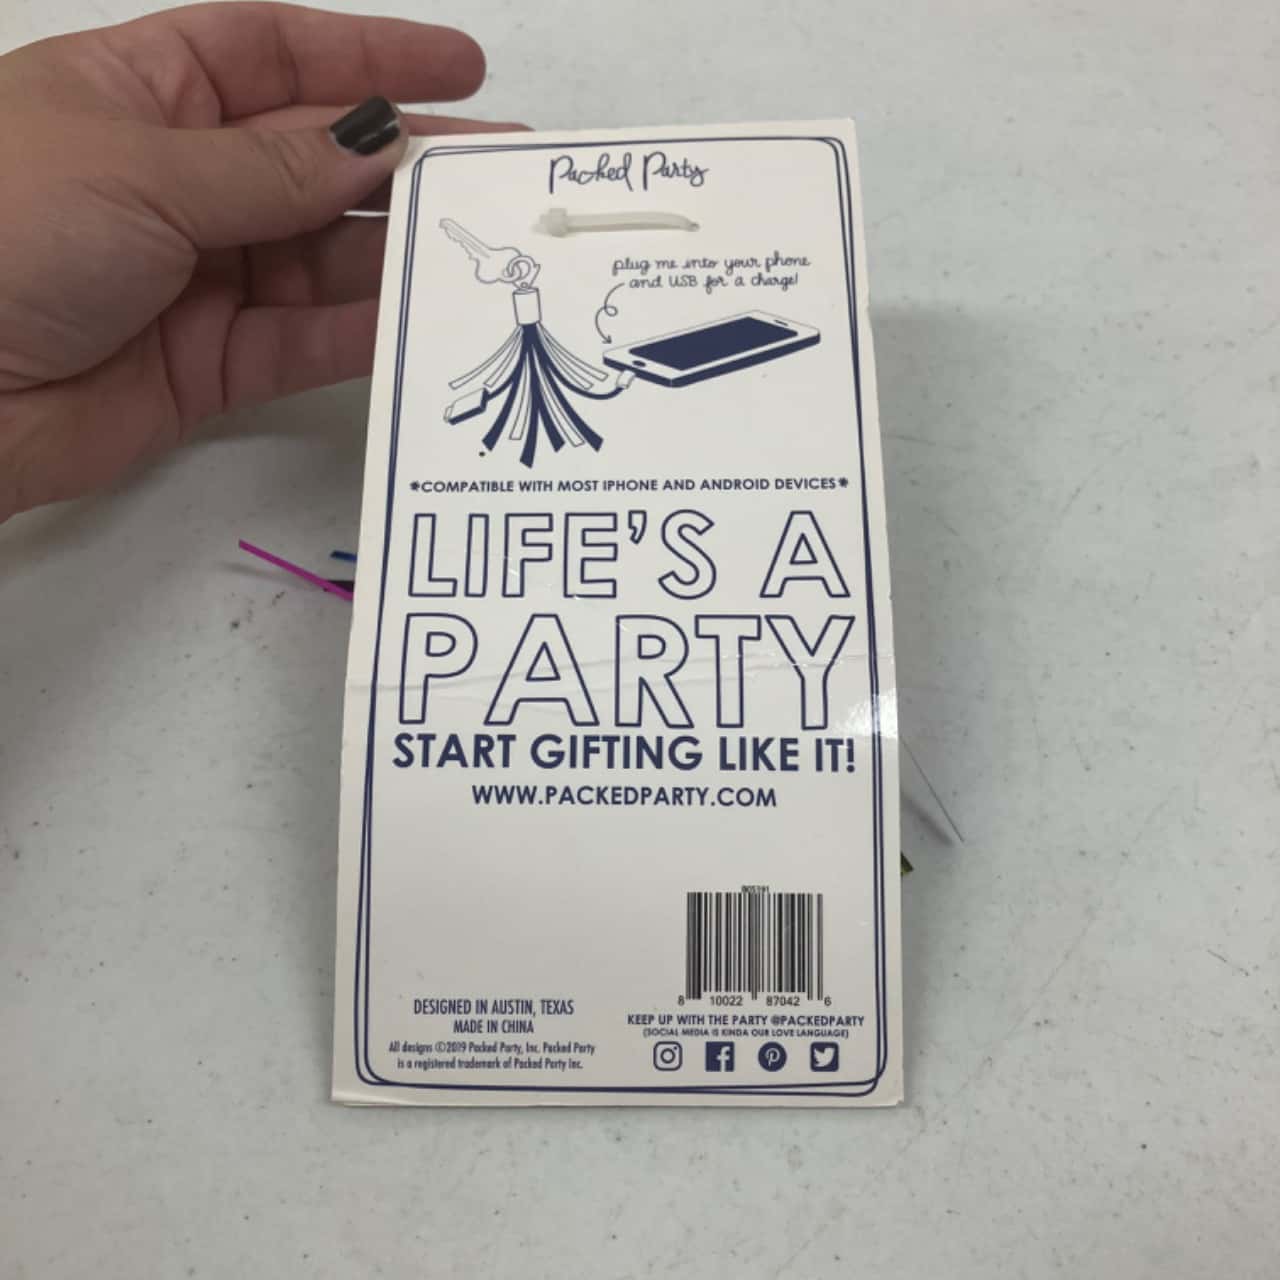 Packed Party
plug me into your phone
and USB for a charge!
*COMPATIBLE WITH MOST IPHONE AND ANDROID DEVICES*
LIFE'S A
PARTY
START GIFTING LIKE IT!
WWW.PACKEDPARTY.COM
805391
8 10022 87042 6
DESIGNED IN AUSTIN, TEXAS
MADE IN CHINA
All designs ©2019 Packed Party, Inc. Packed Party
is a registered trademark of Packed Party Inc.
KEEP UP WITH THE PARTY @PACKEDPARTY
(SOCIAL MEDIA IS KINDA OUR LOVE LANGUAGE)